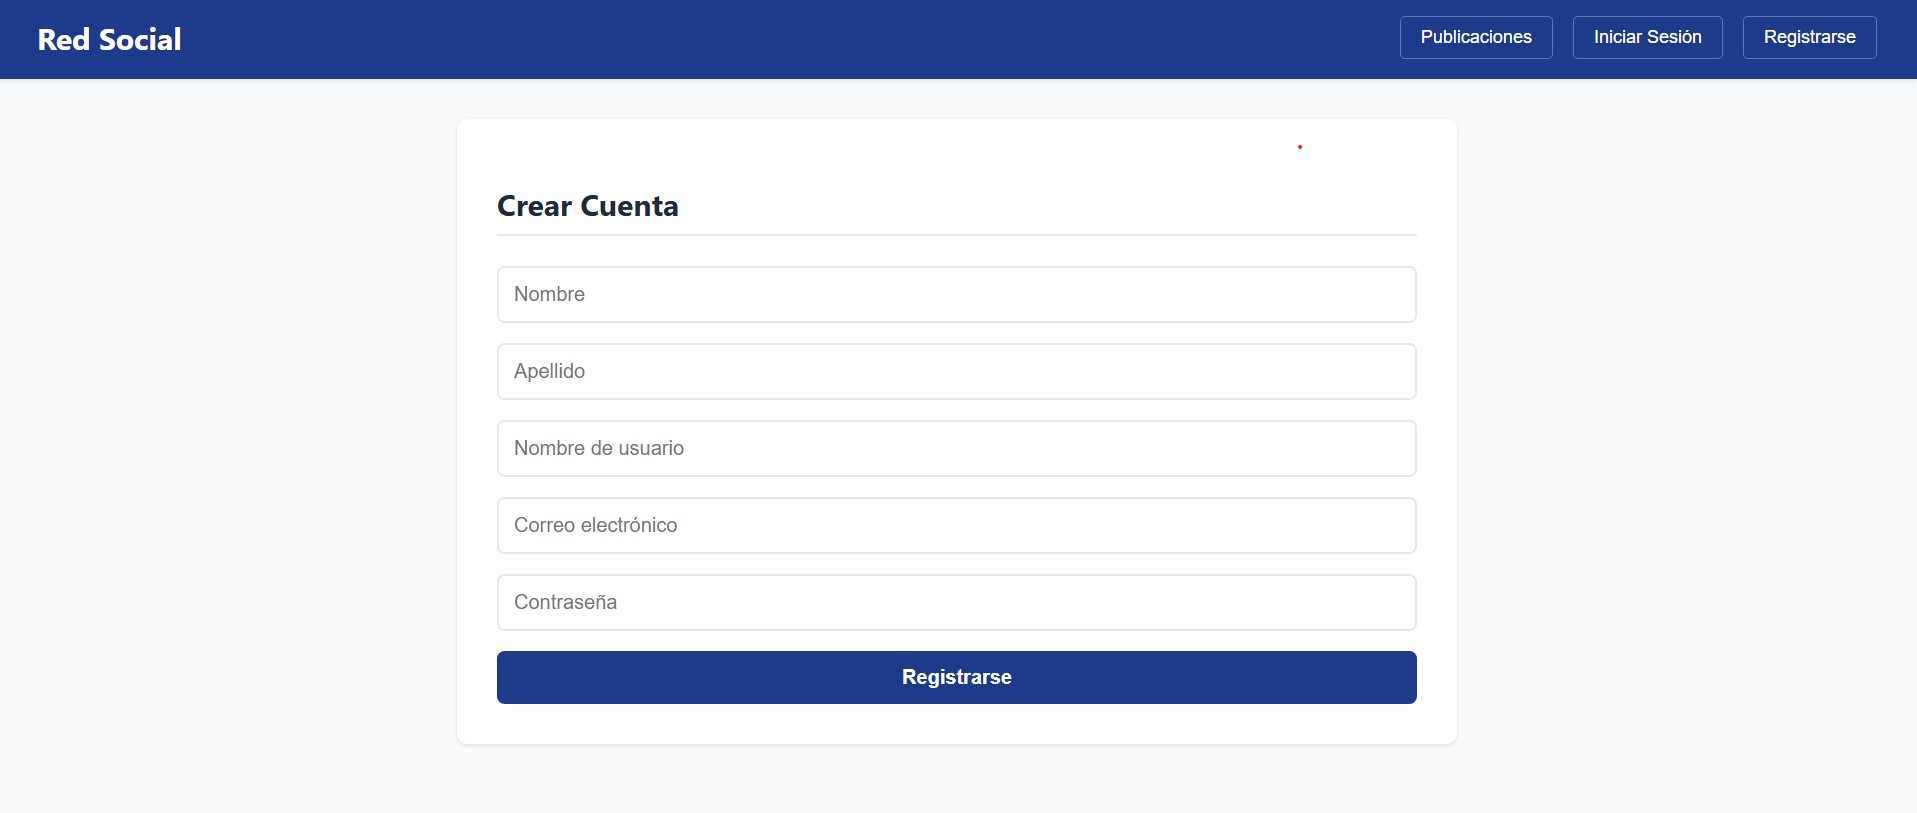 Red Social
Publicaciones
Iniciar Sesión
Registrarse
Crear Cuenta
Nombre
Apellido
Nombre de usuario
Correo electrónico
Contraseña
Registrarse